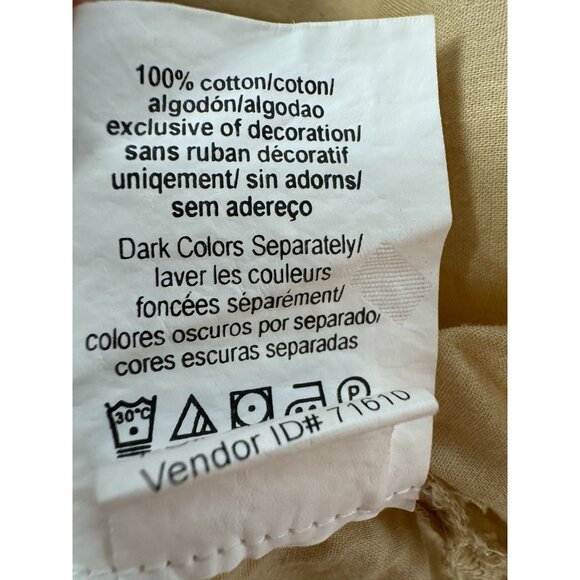 100% cotton/coton/
algodón/algodao
exclusive of decoration/
sans ruban décoratif
uniqement/ sin adorns/
sem adereço
Dark Colors Separately/
laver les couleurs
foncées séparément/
colores oscuros por separado/
cores escuras separadas
30°C
P
Vendor ID#